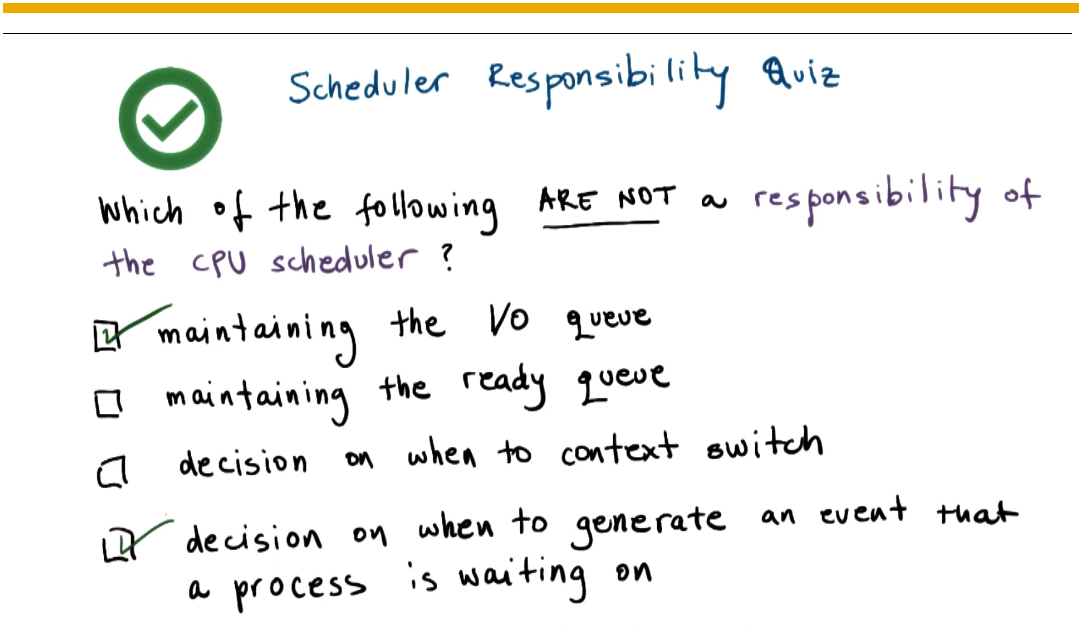 Scheduler Responsibility Quiz
Which of the following ARE NOT a responsibility of
the CPU scheduler ?
maintaining the I/O queue
maintaining the ready queue
decision on when to context switch
decision on when to generate an event that
a process is waiting on